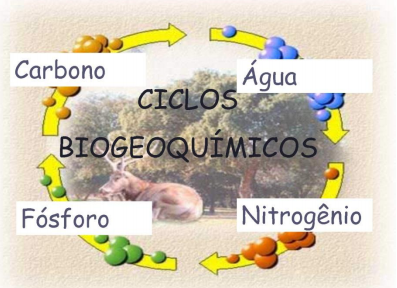 Carbono
Água
CICLOS
BIOGEOQUÍMICOS
Fósforo
Nitrogênio